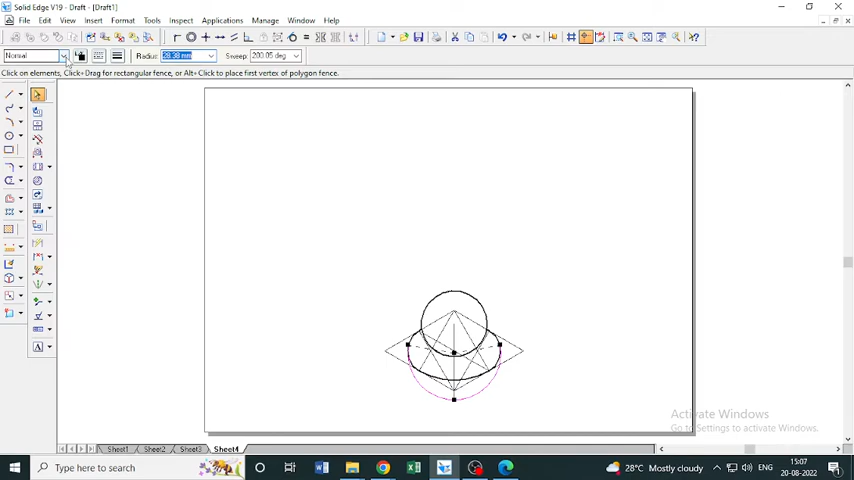 Solid Edge V19 - Draft - [Draft1]
File Edit View Insert Format Tools Inspect Applications Manage Window Help
Normal Radius: 28.38 mm Sweep: 200.05 deg
Click on elements, Click+Drag for rectangular fence, or Alt+Click to place first vertex of polygon fence.
Activate Windows
Go to Settings to activate Windows.
Sheet1 Sheet2 Sheet3 Sheet4
Type here to search
28°C Mostly cloudy ENG 15:07
20-08-2022